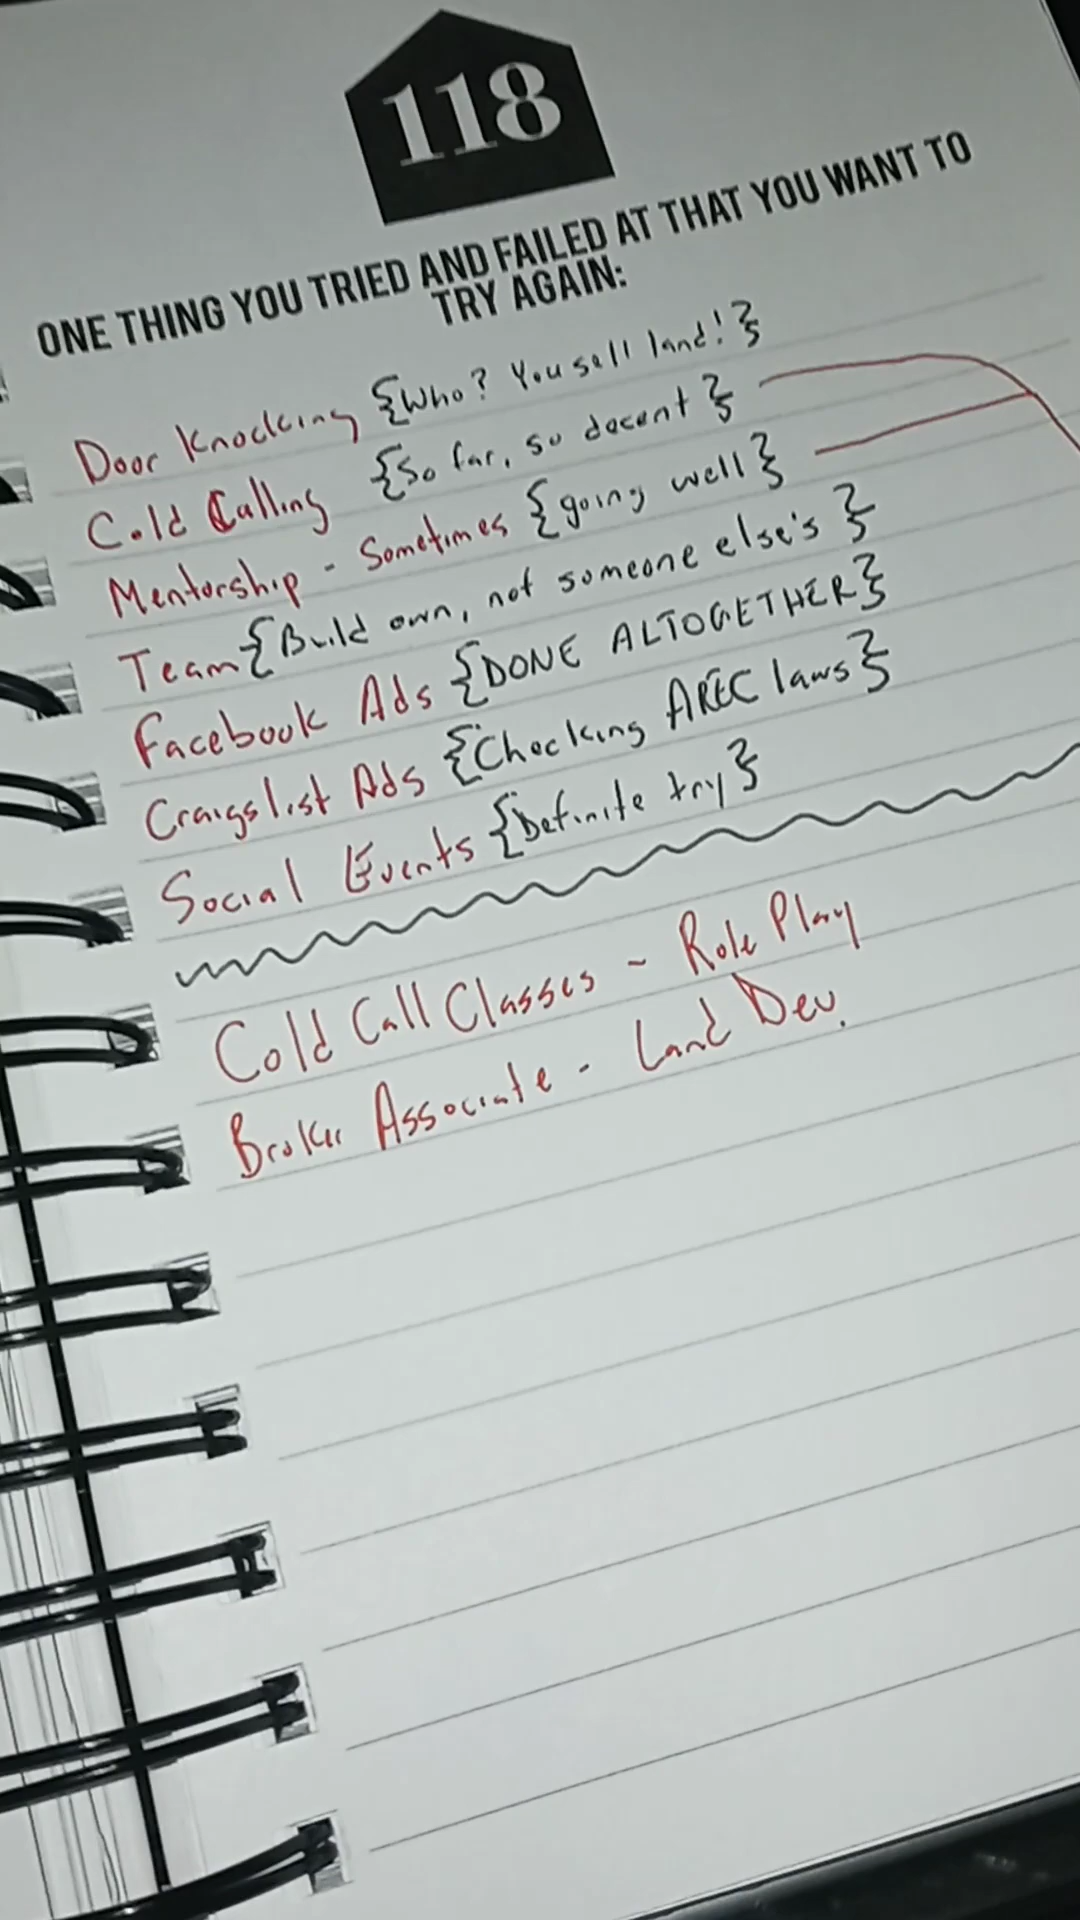 118
ONE THING YOU TRIED AND FAILED AT THAT YOU WANT TO
TRY AGAIN:
Door Knocking {Who? You sell land!}
Cold Calling {So far, so decent}
Mentorship - Sometimes {going well}
Team {Build own, not someone else's}
Facebook Ads {DONE ALTOGETHER}
Craigslist Ads {Checking AREC laws}
Social Events {Definite try}
Cold Call Classes ~ Role Play
Broker Associate - Land Dev.